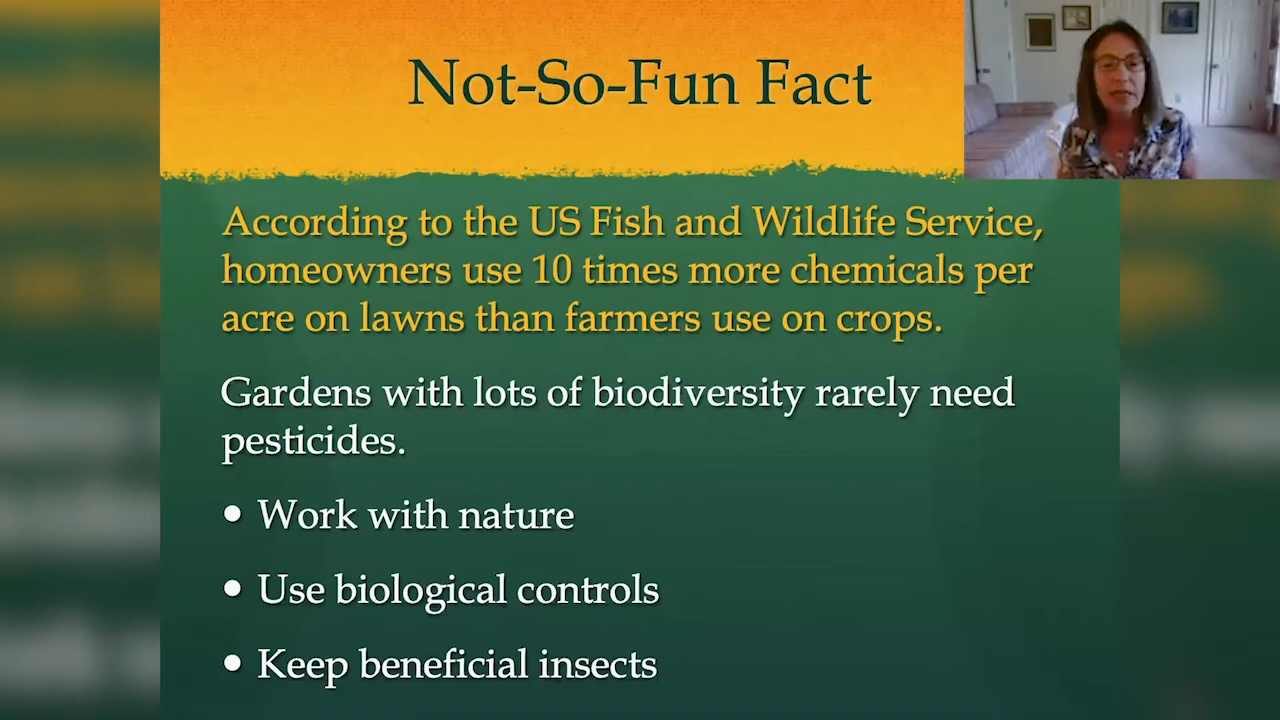 Not-So-Fun Fact
According to the US Fish and Wildlife Service,
homeowners use 10 times more chemicals per
acre on lawns than farmers use on crops.
Gardens with lots of biodiversity rarely need
pesticides.
• Work with nature
• Use biological controls
• Keep beneficial insects